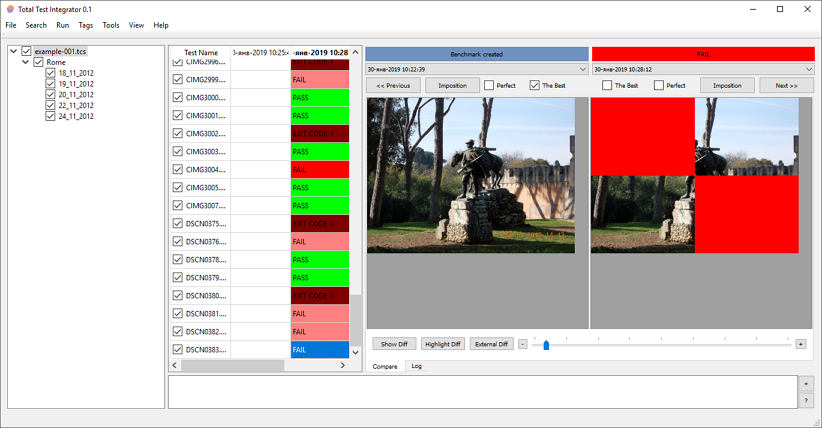 Total Test Integrator 0.1
File Search Run Tags Tools View Help
example-001.tcs
Rome
18_11_2012
19_11_2012
20_11_2012
22_11_2012
24_11_2012
Test Name -янв-2019 10:25: -янв-2019 10:28
CIMG2996.... EXIT CODE-1
CIMG2999.... FAIL
CIMG3000.... PASS
CIMG3001.... PASS
CIMG3002.... EXIT CODE-1
CIMG3003.... PASS
CIMG3004.... FAIL
CIMG3005.... PASS
CIMG3007.... PASS
DSCN0375.... EXIT CODE-1
DSCN0376.... FAIL
DSCN0378.... PASS
DSCN0379.... PASS
DSCN0380.... EXIT CODE-1
DSCN0381.... FAIL
DSCN0382.... FAIL
DSCN0383.... FAIL
Benchmark created
30-янв-2019 10:22:39
<< Previous Imposition Perfect The Best
FAIL
30-янв-2019 10:28:12
The Best Perfect Imposition Next >>
Show Diff Highlight Diff External Diff - +
Compare Log
+
?